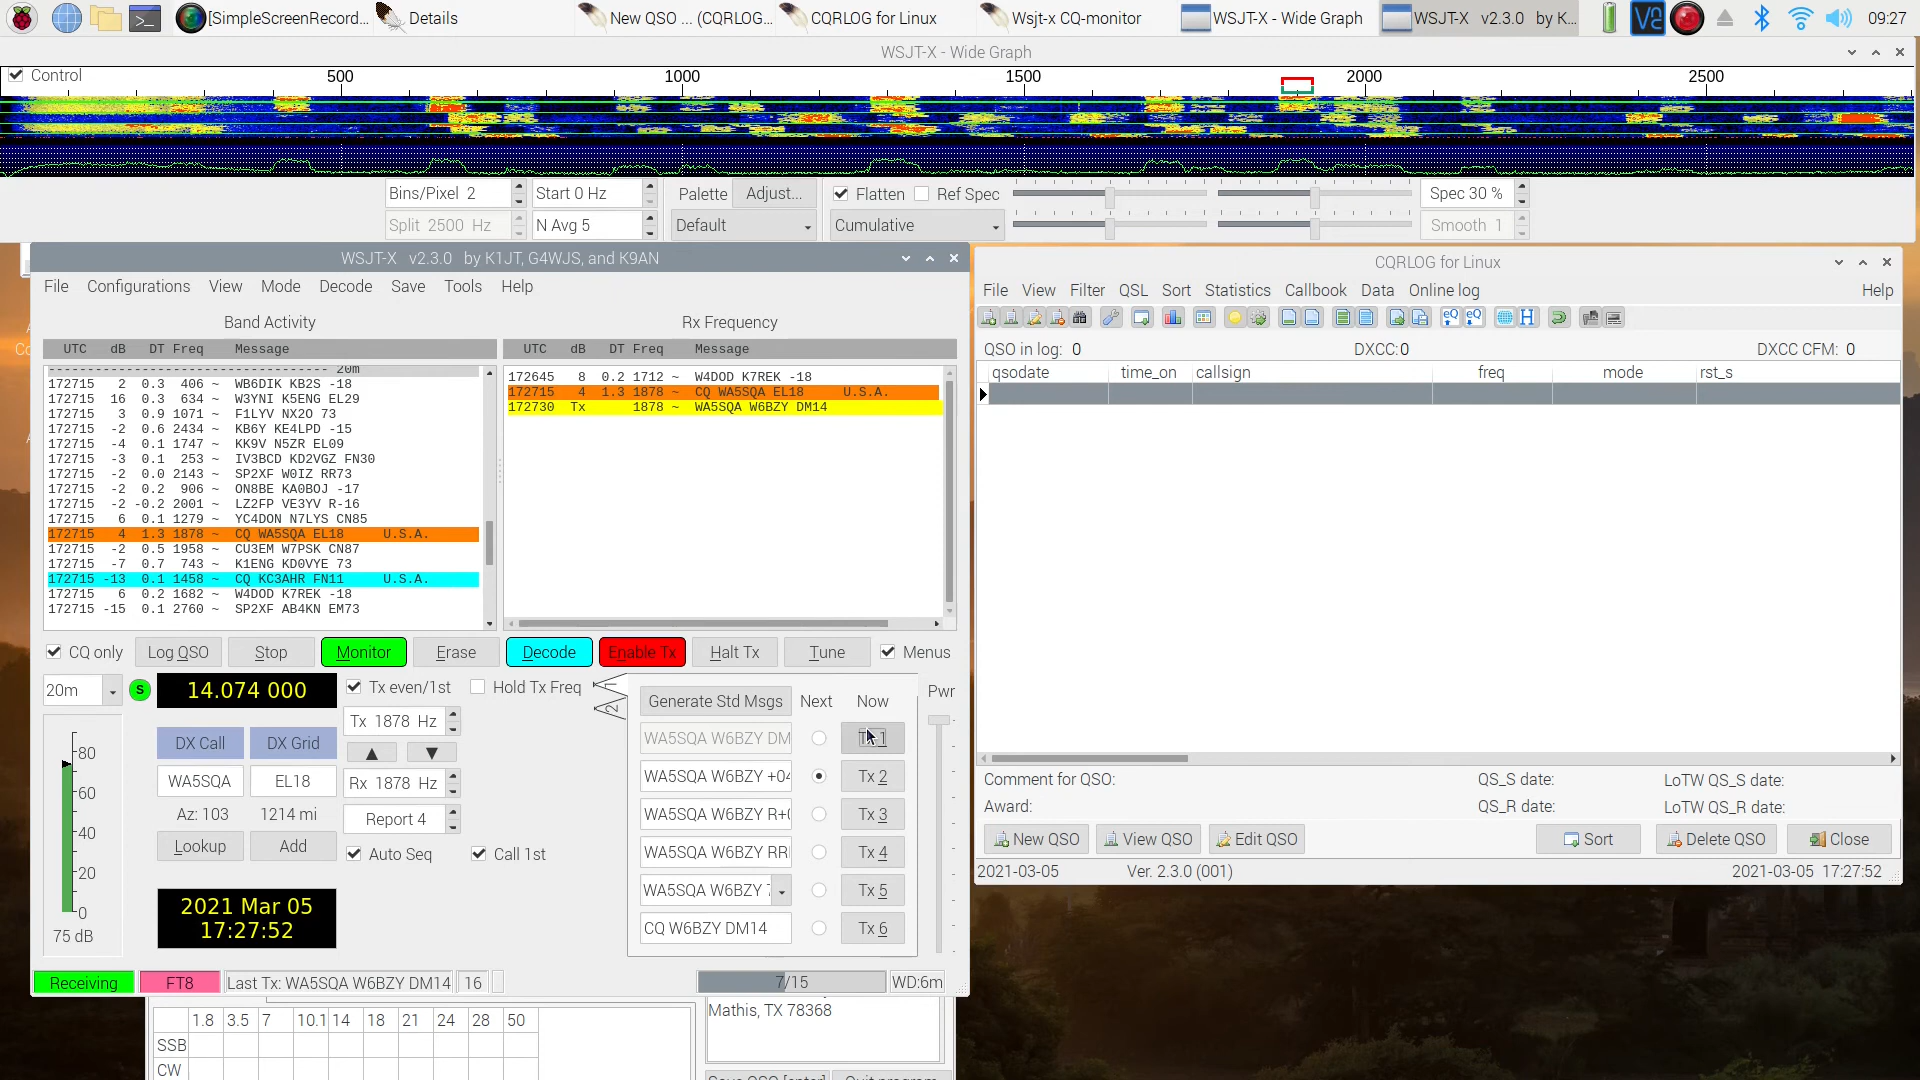 [SimpleScreenRecord...
Details
New QSO ... (CQRLOG...
CQRLOG for Linux
Wsjt-x CQ-monitor
WSJT-X - Wide Graph
WSJT-X v2.3.0 by K...
09:27
WSJT-X - Wide Graph
Control
500 1000 1500 2000 2500
Bins/Pixel 2
Start 0 Hz
Palette
Adjust...
Flatten
Ref Spec
Spec 30 %
Split 2500 Hz
N Avg 5
Default
Cumulative
Smooth 1
WSJT-X v2.3.0 by K1JT, G4WJS, and K9AN
File Configurations View Mode Decode Save Tools Help
Band Activity
UTC dB DT Freq Message
------------------------------------ 20m
172715 2 0.3 406 ~ WB6DIK KB2S -18
172715 16 0.3 634 ~ W3YNI K5ENG EL29
172715 3 0.9 1071 ~ F1LYV NX2O 73
172715 -2 0.6 2434 ~ KB6Y KE4LPD -15
172715 -4 0.1 1747 ~ KK9V N5ZR EL09
172715 -3 0.1 253 ~ IV3BCD KD2VGZ FN30
172715 -2 0.0 2143 ~ SP2XF W0IZ RR73
172715 -2 0.2 906 ~ ON8BE KA0BOJ -17
172715 -2 -0.2 2001 ~ LZ2FP VE3YV R-16
172715 6 0.1 1279 ~ YC4DON N7LYS CN85
172715 4 1.3 1878 ~ CQ WA5SQA EL18 U.S.A.
172715 -2 0.5 1958 ~ CU3EM W7PSK CN87
172715 -7 0.7 743 ~ K1ENG KD0VYE 73
172715 -13 0.1 1458 ~ CQ KC3AHR FN11 U.S.A.
172715 6 0.2 1682 ~ W4DOD K7REK -18
172715 -15 0.1 2760 ~ SP2XF AB4KN EM73
Rx Frequency
UTC dB DT Freq Message
172645 8 0.2 1712 ~ W4DOD K7REK -18
172715 4 1.3 1878 ~ CQ WA5SQA EL18 U.S.A.
172730 Tx 1878 ~ WA5SQA W6BZY DM14
CQ only
Log QSO
Stop
Monitor
Erase
Decode
Enable Tx
Halt Tx
Tune
Menus
20m
S
14.074 000
Tx even/1st
Hold Tx Freq
Tx 1878 Hz
DX Call
DX Grid
WA5SQA
EL18
Rx 1878 Hz
Az: 103
1214 mi
Report 4
Lookup
Add
Auto Seq
Call 1st
80
60
40
20
0
75 dB
2021 Mar 05
17:27:52
1
2
Generate Std Msgs
Next
Now
Pwr
WA5SQA W6BZY DM
WA5SQA W6BZY +04
Tx 2
WA5SQA W6BZY R+0
Tx 3
WA5SQA W6BZY RR
Tx 4
WA5SQA W6BZY
Tx 5
CQ W6BZY DM14
Tx 6
Receiving
FT8
Last Tx: WA5SQA W6BZY DM14
16
7/15
WD:6m
CQRLOG for Linux
File View Filter QSL Sort Statistics Callbook Data Online log Help
QSO in log: 0
DXCC:0
DXCC CFM: 0
qsodate time_on callsign freq mode rst_s
Comment for QSO:
QS_S date:
LoTW QS_S date:
Award:
QS_R date:
LoTW QS_R date:
New QSO
View QSO
Edit QSO
Sort
Delete QSO
Close
2021-03-05
Ver. 2.3.0 (001)
2021-03-05 17:27:52
1.8 3.5 7 10.1 14 18 21 24 28 50
SSB
CW
Mathis, TX 78368